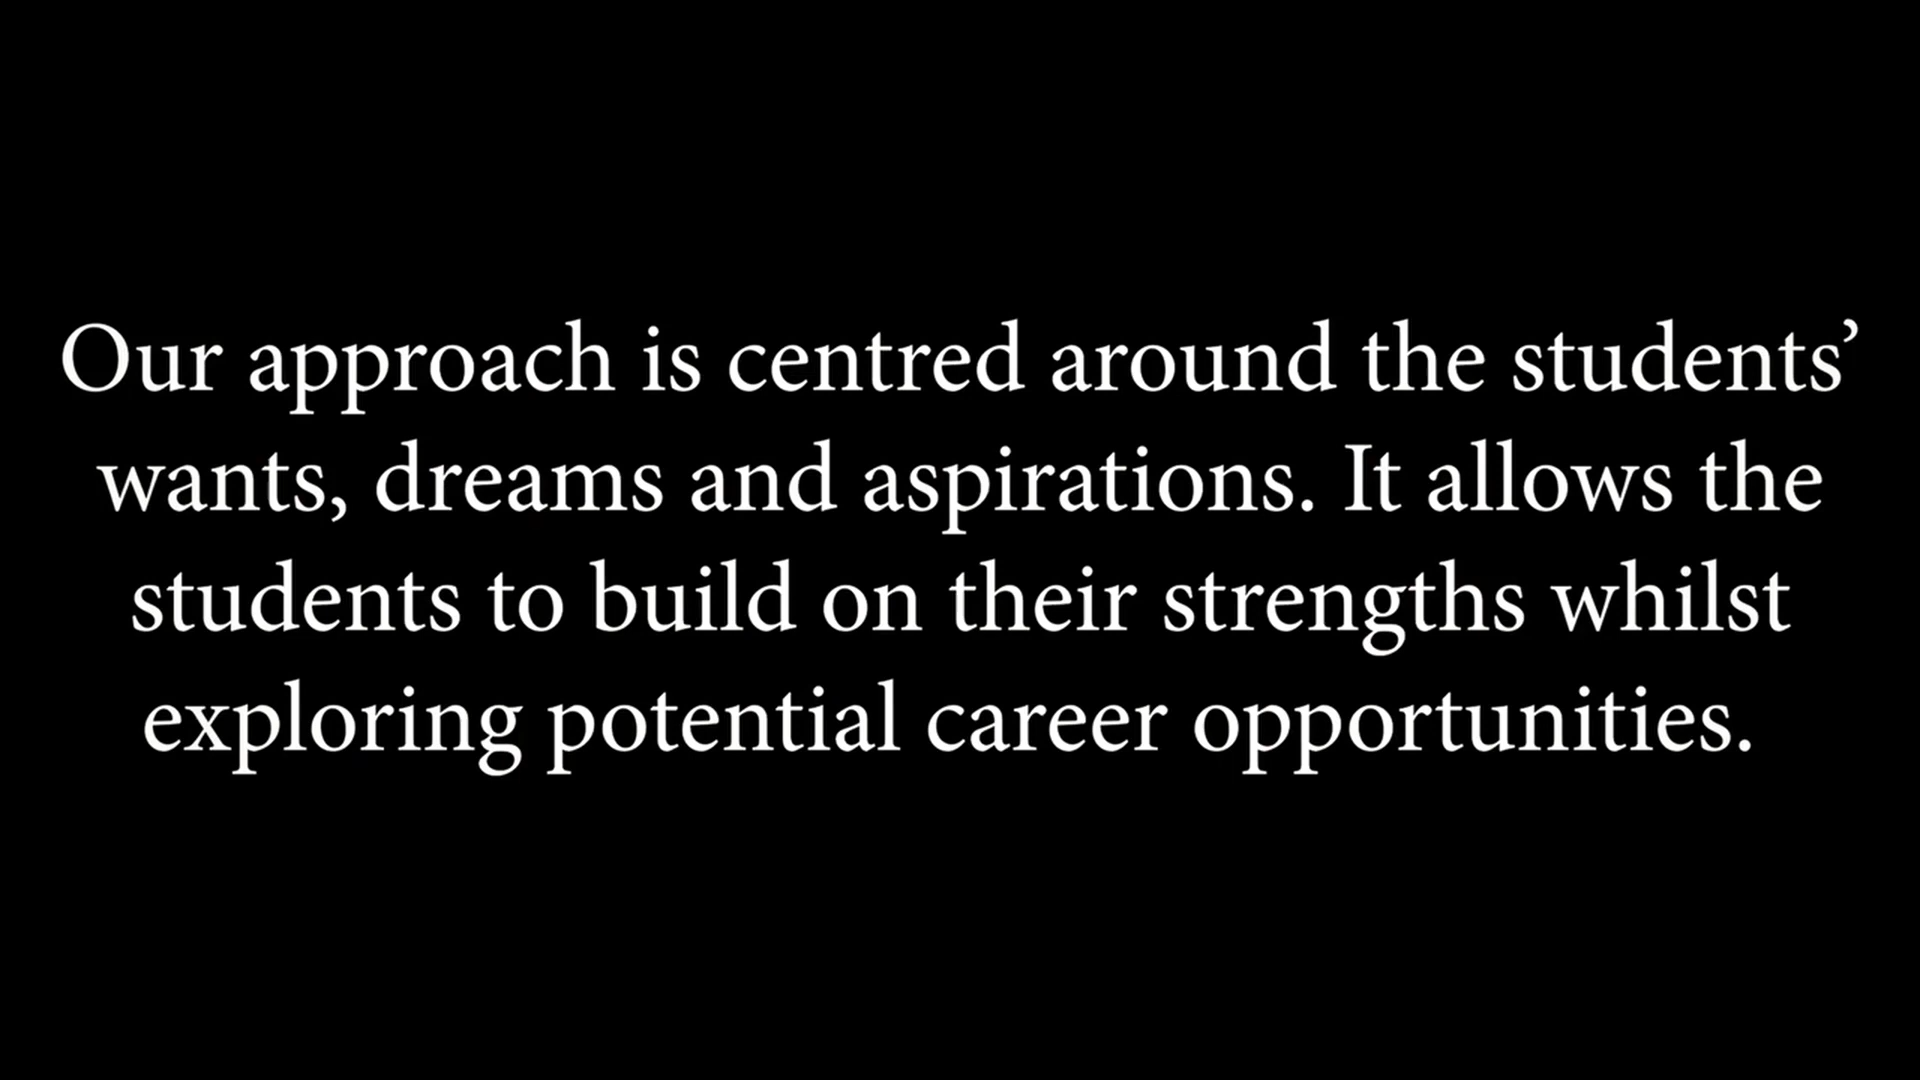 Our approach is centred around the students’
wants, dreams and aspirations. It allows the
students to build on their strengths whilst
exploring potential career opportunities.